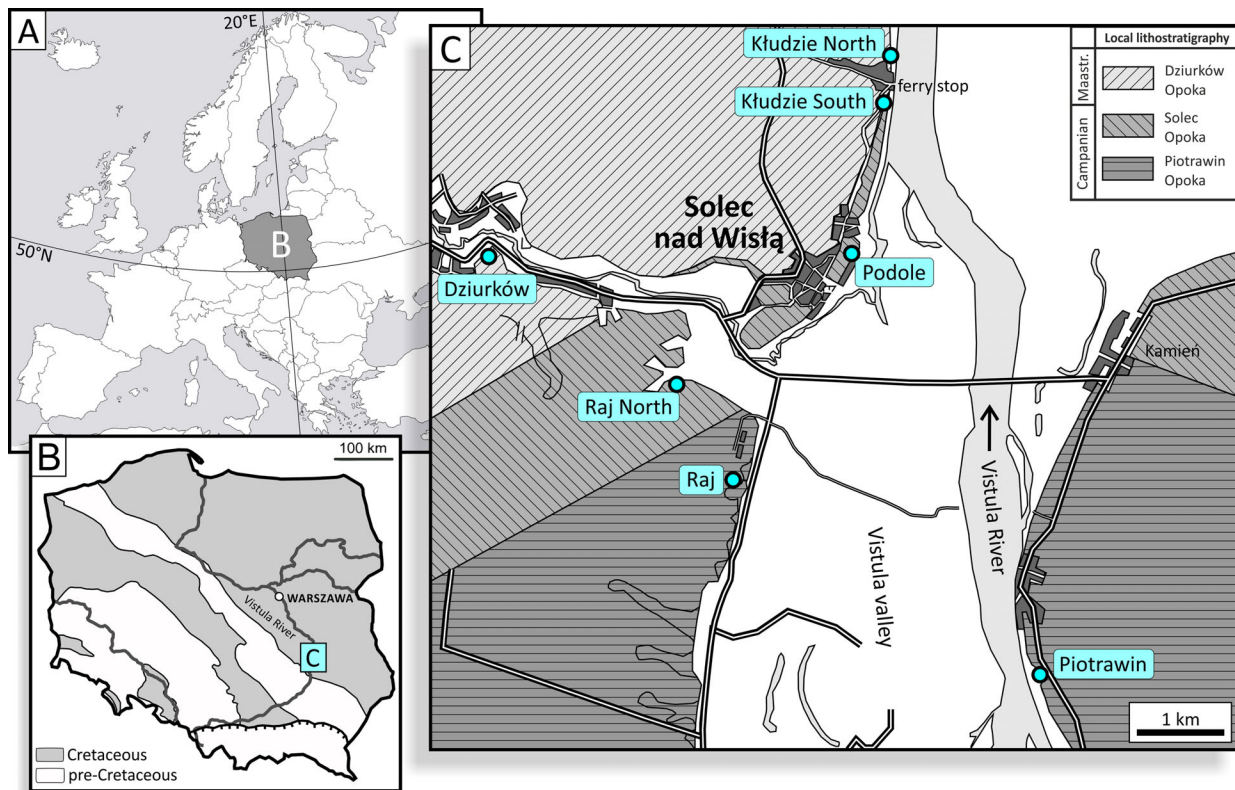 A
20°E
50°N
B
B
100 km
WARSZAWA
Vistula River
C
Cretaceous
pre-Cretaceous
C
Kłudzie North
ferry stop
Kłudzie South
Solec
nad Wisłą
Podole
Dziurków
Kamień
Raj North
Raj
Vistula River
Vistula valley
Piotrawin
1 km
Local lithostratigraphy
Maastr.
Dziurków
Opoka
Campanian
Solec
Opoka
Piotrawin
Opoka